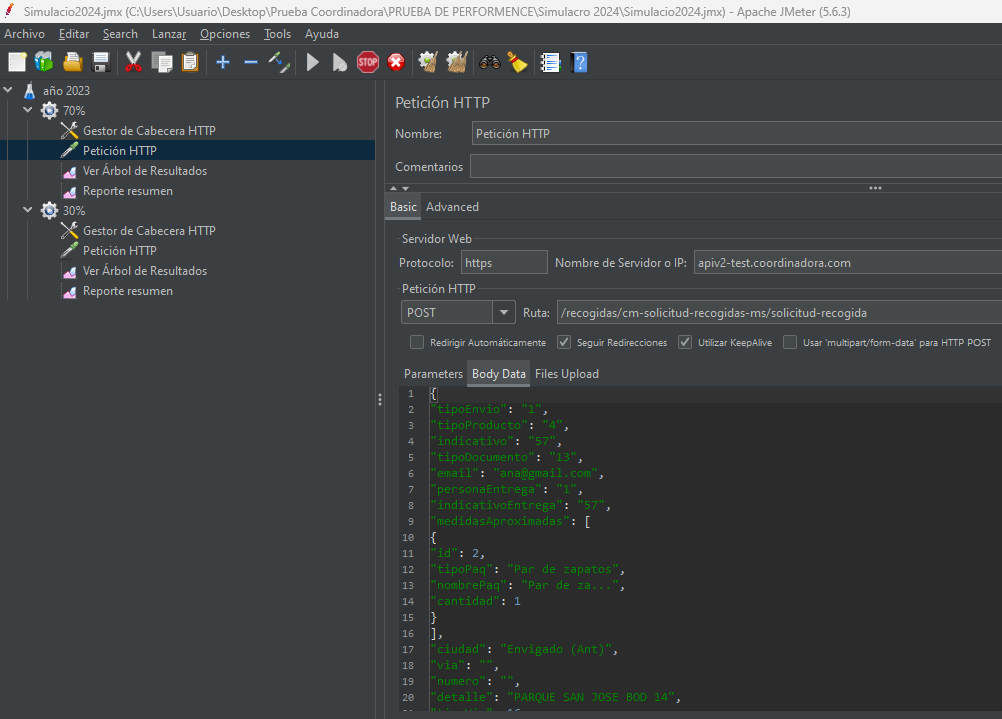 Simulacio2024.jmx (C:\Users\Usuario\Desktop\Prueba Coordinadora\PRUEBA DE PERFORMENCE\Simulacro 2024\Simulacio2024.jmx) - Apache JMeter (5.6.3)
Archivo Editar Search Lanzar Opciones Tools Ayuda
STOP
año 2023
70%
Gestor de Cabecera HTTP
Petición HTTP
Ver Árbol de Resultados
Reporte resumen
30%
Gestor de Cabecera HTTP
Petición HTTP
Ver Árbol de Resultados
Reporte resumen
Petición HTTP
Nombre: Petición HTTP
Comentarios
Basic Advanced
Servidor Web
Protocolo: https Nombre de Servidor o IP: apiv2-test.coordinadora.com
Petición HTTP
POST Ruta: /recogidas/cm-solicitud-recogidas-ms/solicitud-recogida
Redirigir Automáticamente Seguir Redirecciones Utilizar KeepAlive Usar 'multipart/form-data' para HTTP POST
Parameters Body Data Files Upload
1 {
2 "tipoEnvio": "1",
3 "tipoProducto": "4",
4 "indicativo": "57",
5 "tipoDocumento": "13",
6 "email": "ana@gmail.com",
7 "personaEntrega": "1",
8 "indicativoEntrega": "57",
9 "medidasAproximadas": [
10 {
11 "id": 2,
12 "tipoPaq": "Par de zapatos",
13 "nombrePaq": "Par de za...",
14 "cantidad": 1
15 }
16 ],
17 "ciudad": "Envigado (Ant)",
18 "via": "",
19 "numero": "",
20 "detalle": "PARQUE SAN JOSE BOD 14",